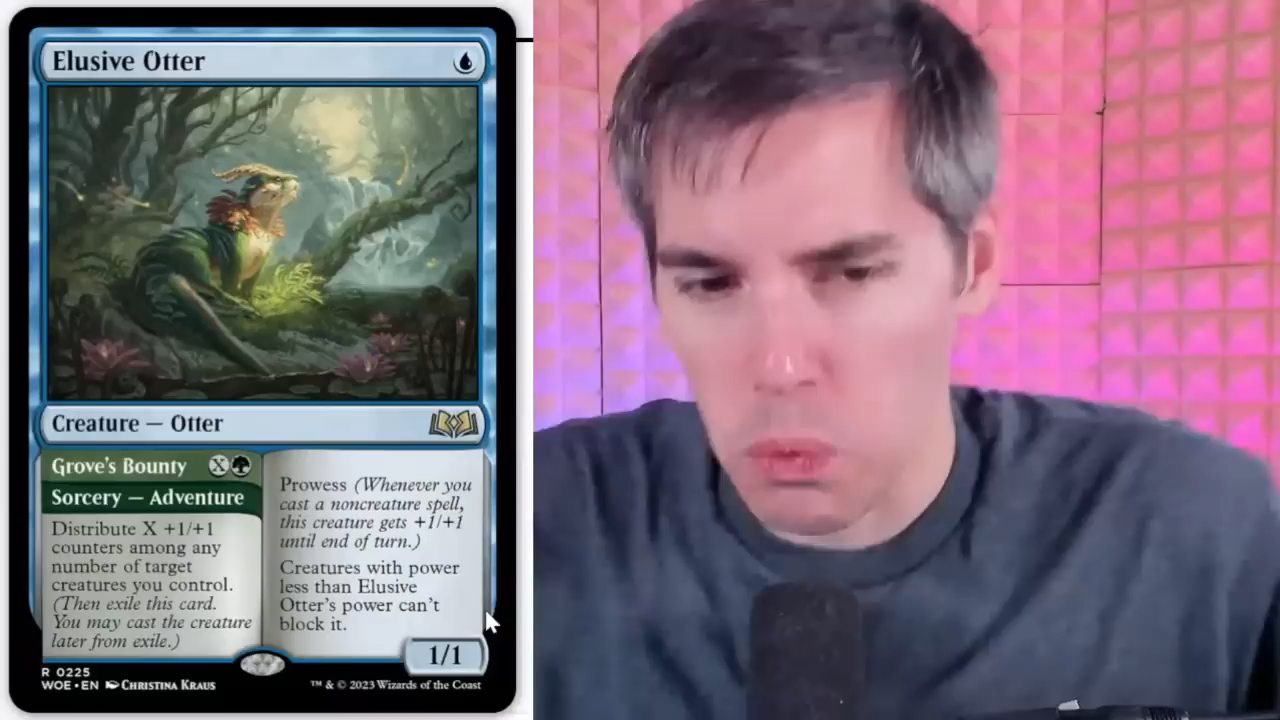 Elusive Otter
Creature — Otter
Grove's Bounty X
Sorcery — Adventure
Distribute X +1/+1
counters among any
number of target
creatures you control.
(Then exile this card.
You may cast the creature
later from exile.)
Prowess (Whenever you
cast a noncreature spell,
this creature gets +1/+1
until end of turn.)
Creatures with power
less than Elusive
Otter's power can't
block it.
1/1
R 0225
WOE • EN Christina Kraus
™ & © 2023 Wizards of the Coast